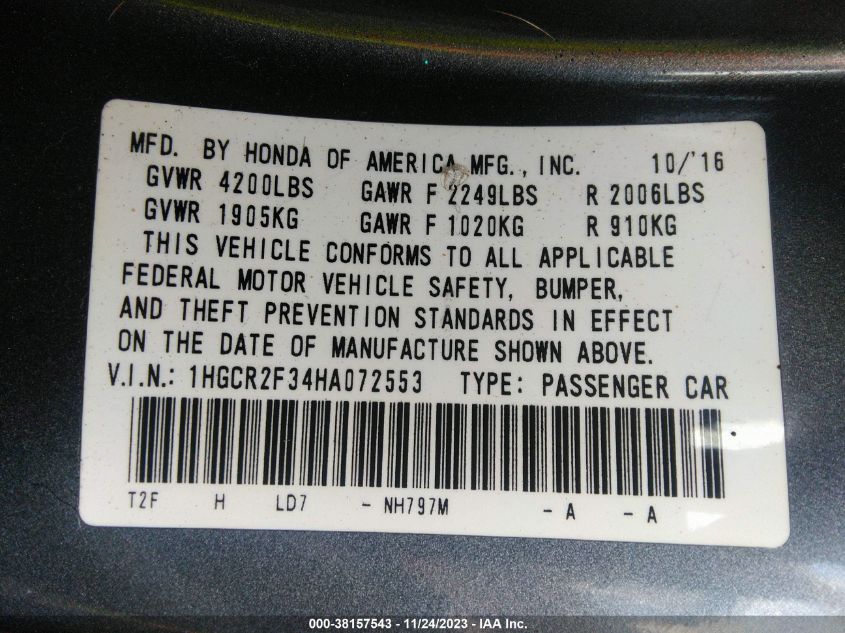 MFD. BY HONDA OF AMERICA MFG., INC. 10/'16
GVWR 4200LBS GAWR F 2249LBS R 2006LBS
GVWR 1905KG GAWR F 1020KG R 910KG
THIS VEHICLE CONFORMS TO ALL APPLICABLE
FEDERAL MOTOR VEHICLE SAFETY, BUMPER,
AND THEFT PREVENTION STANDARDS IN EFFECT
ON THE DATE OF MANUFACTURE SHOWN ABOVE.
V.I.N.: 1HGCR2F34HA072553 TYPE: PASSENGER CAR
T2F H LD7 - NH797M - A - A
000-38157543 - 11/24/2023 - IAA Inc.